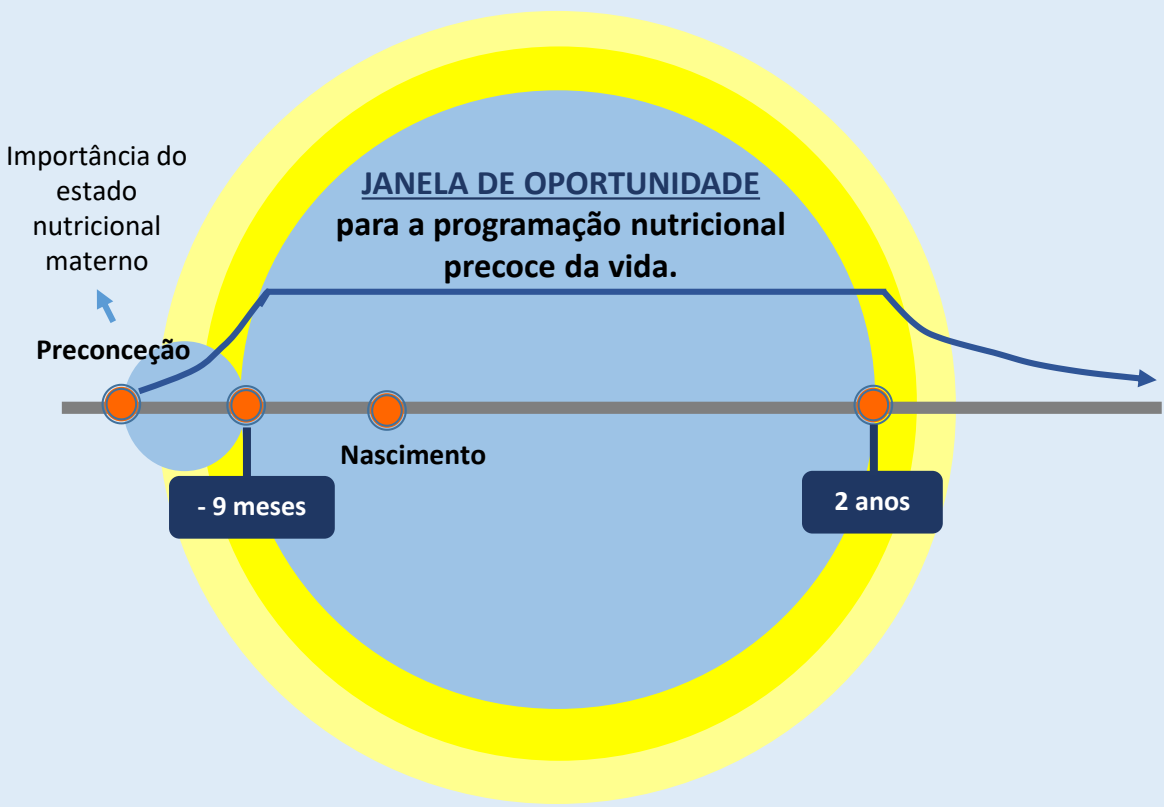 Importância do
estado
nutricional
materno
JANELA DE OPORTUNIDADE
para a programação nutricional
precoce da vida.
Preconceção
Nascimento
- 9 meses
2 anos